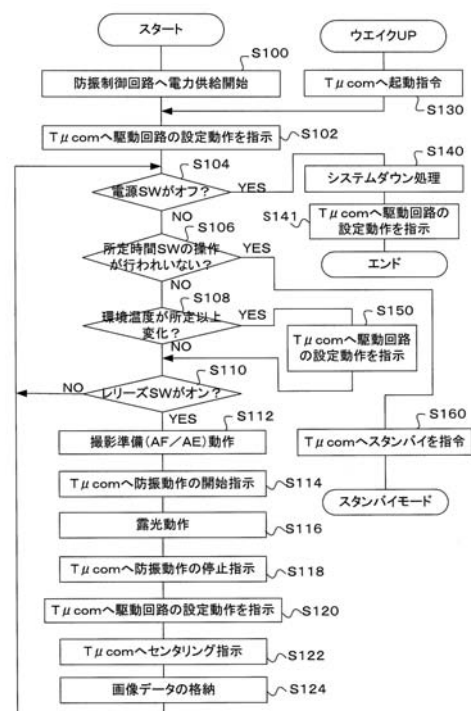 スタート
S100
防振制御回路へ電力供給開始
ウエイクUP
Tμcomへ起動指令
S130
Tμcomへ駆動回路の設定動作を指示
S102
S104
電源SWがオフ?
YES
NO
S140
システムダウン処理
S141
Tμcomへ駆動回路の
設定動作を指示
エンド
S106
所定時間SWの操作
が行われいない?
YES
NO
S108
環境温度が所定以上
変化?
YES
NO
S150
Tμcomへ駆動回路
の設定動作を指示
S110
レリーズSWがオン?
NO
YES
S160
Tμcomへスタンバイを指令
スタンバイモード
S112
撮影準備(AF/AE)動作
Tμcomへ防振動作の開始指示
S114
露光動作
S116
Tμcomへ防振動作の停止指示
S118
Tμcomへ駆動回路の設定動作を指示
S120
Tμcomへセンタリング指示
S122
画像データの格納
S124